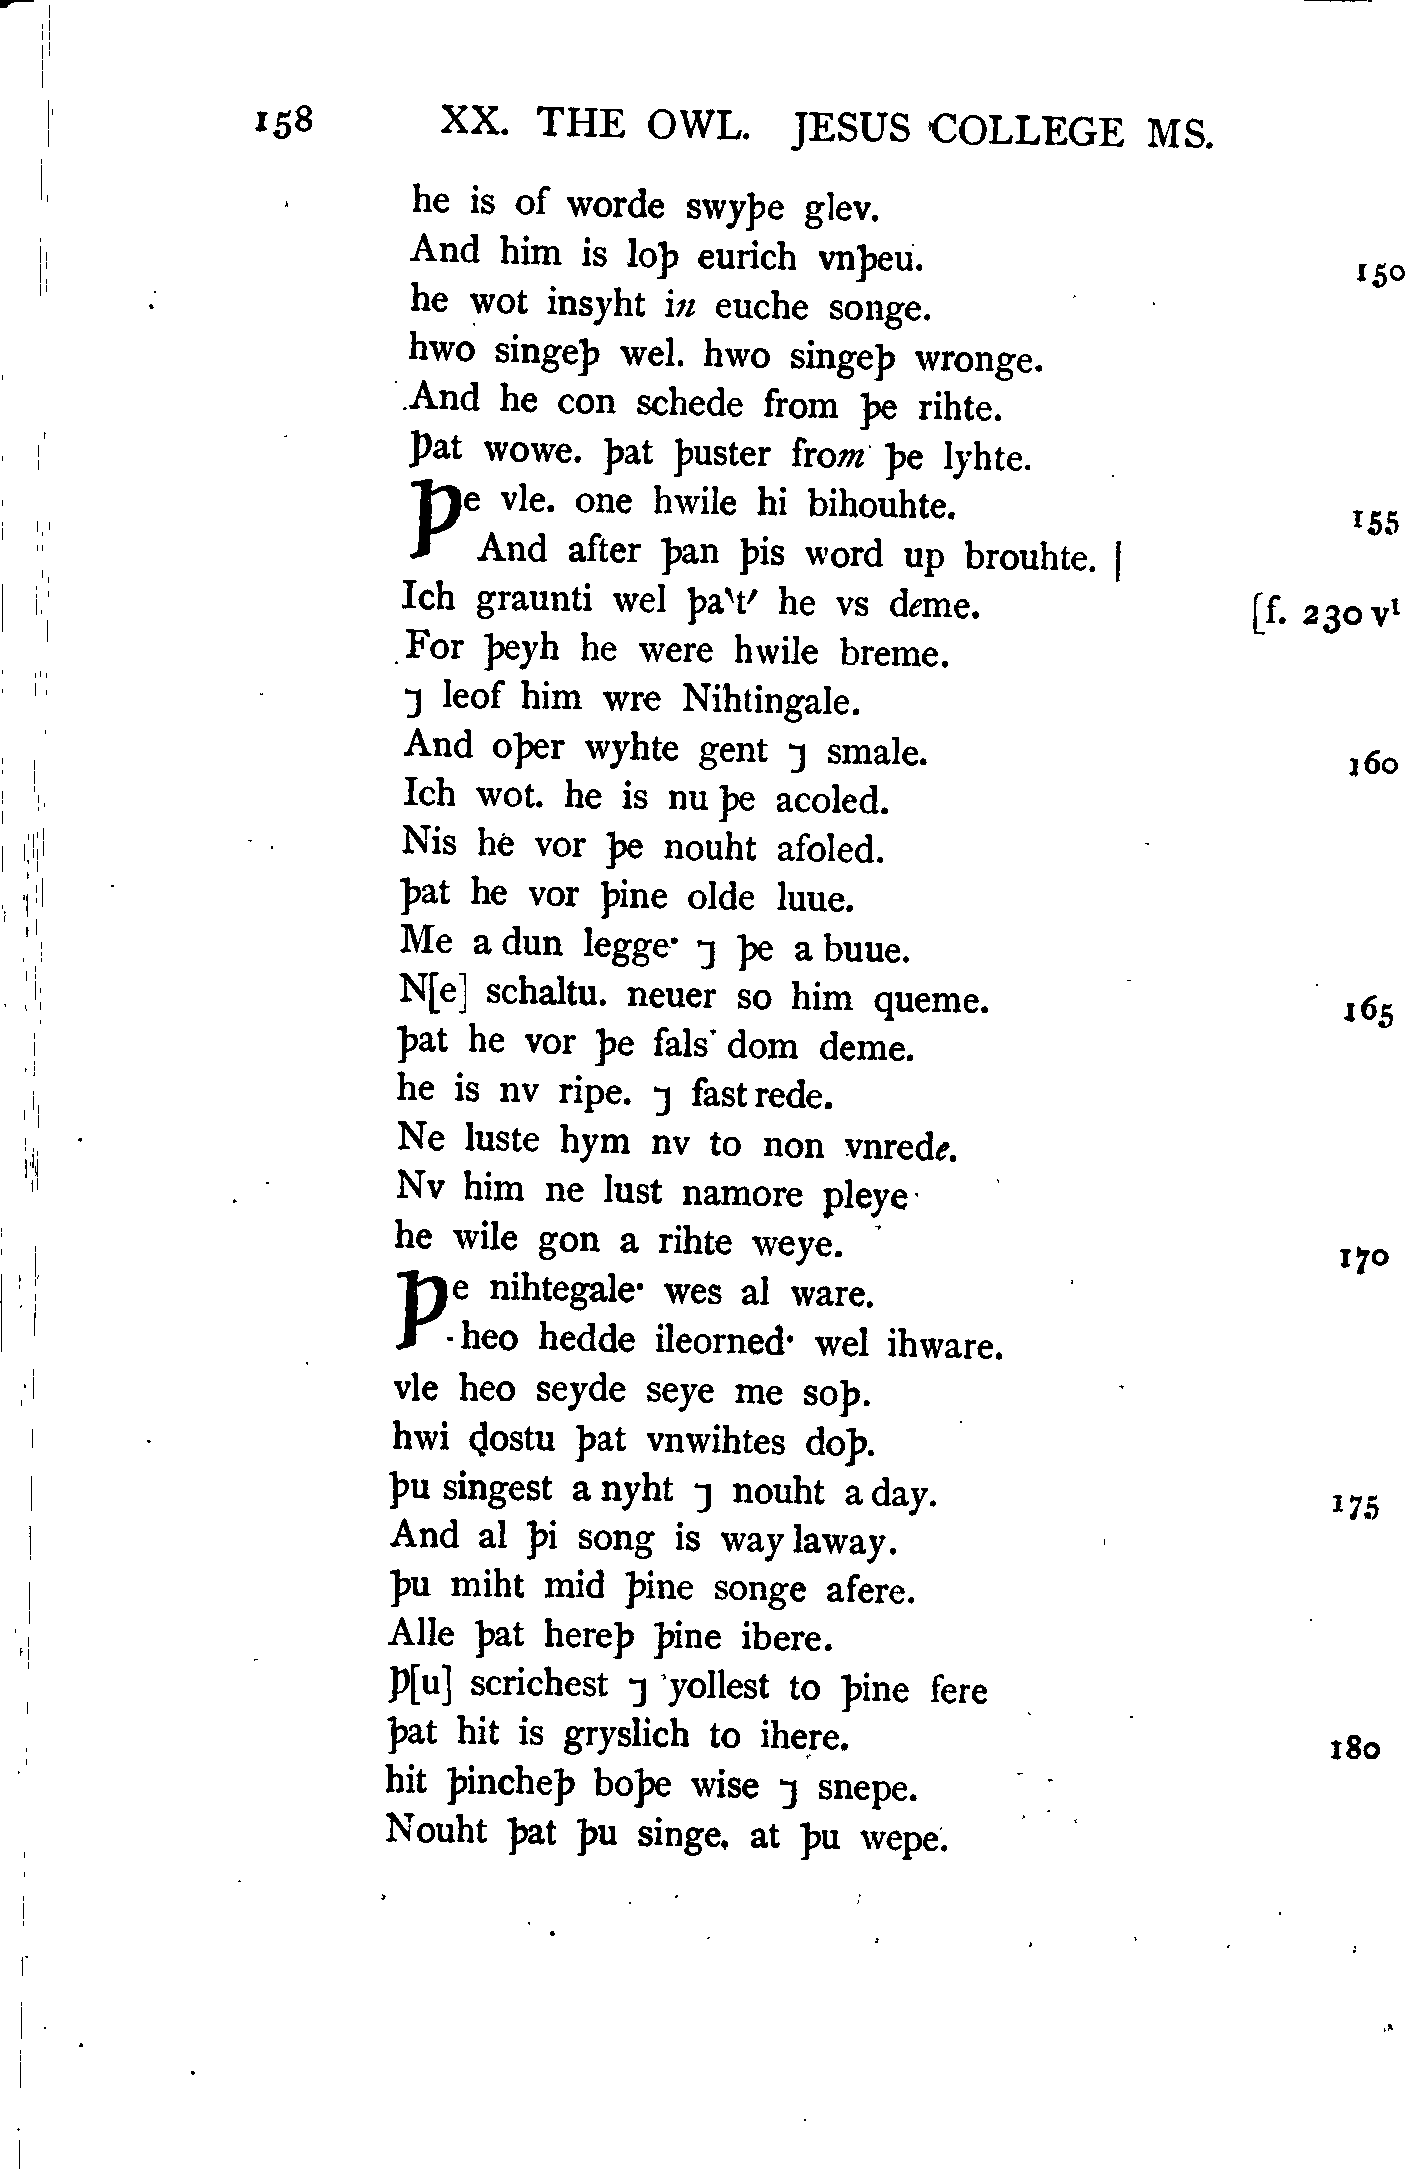 158 XX. THE OWL. JESUS COLLEGE MS.
he is of worde swyþe glev.
And him is loþ eurich vnþeu. 150
he wot insyht in euche songe.
hwo singeþ wel. hwo singeþ wronge.
And he con schede from þe rihte.
Þat wowe. þat þuster from þe lyhte.
Þe vle. one hwile hi bihouhte. 155
And after þan þis word up brouhte. |
Ich graunti wel þa‵t′ he vs deme. [f. 230 v¹
For þeyh he were hwile breme.
⁊ leof him wre Nihtingale.
And oþer wyhte gent ⁊ smale. 160
Ich wot. he is nu þe acoled.
Nis he vor þe nouht afoled.
þat he vor þine olde luue.
Me a dun legge· ⁊ þe a buue.
N[e] schaltu. neuer so him queme. 165
þat he vor þe fals dom deme.
he is nv ripe. ⁊ fast rede.
Ne luste hym nv to non vnrede.
Nv him ne lust namore pleye·
he wile gon a rihte weye. 170
Þe nihtegale· wes al ware.
heo hedde ileorned· wel ihware.
vle heo seyde seye me soþ.
hwi dostu þat vnwihtes doþ.
þu singest a nyht ⁊ nouht a day. 175
And al þi song is way laway.
þu miht mid þine songe afere.
Alle þat hereþ þine ibere.
Þ[u] scrichest ⁊ yollest to þine fere
þat hit is gryslich to ihere. 180
hit þincheþ boþe wise ⁊ snepe.
Nouht þat þu singe. at þu wepe.